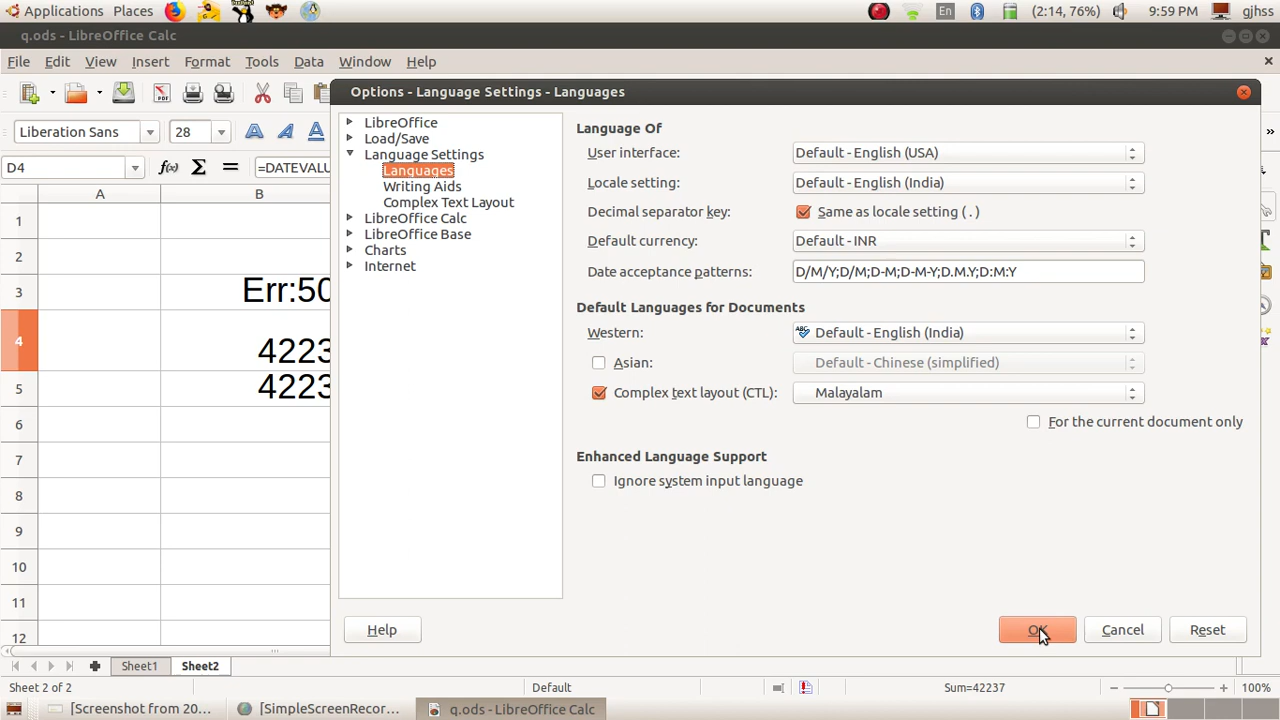 Applications Places En (2:14, 76%) 9:59 PM gjhss
q.ods - LibreOffice Calc
File Edit View Insert Format Tools Data Window Help
Options - Language Settings - Languages
Liberation Sans 28
D4 =DATEVALU
A B
1
2
3 Err:50
4 4223
5 4223
6
7
8
9
10
11
12
LibreOffice
Load/Save
Language Settings
Languages
Writing Aids
Complex Text Layout
LibreOffice Calc
LibreOffice Base
Charts
Internet
Language Of
User interface: Default - English (USA)
Locale setting: Default - English (India)
Decimal separator key: Same as locale setting ( . )
Default currency: Default - INR
Date acceptance patterns: D/M/Y;D/M;D-M;D-M-Y;D.M.Y;D:M:Y
Default Languages for Documents
Western: Default - English (India)
Asian: Default - Chinese (simplified)
Complex text layout (CTL): Malayalam
For the current document only
Enhanced Language Support
Ignore system input language
Help OK Cancel Reset
Sheet1 Sheet2
Sheet 2 of 2 Default Sum=42237 100%
[Screenshot from 20... [SimpleScreenRecor... q.ods - LibreOffice Calc